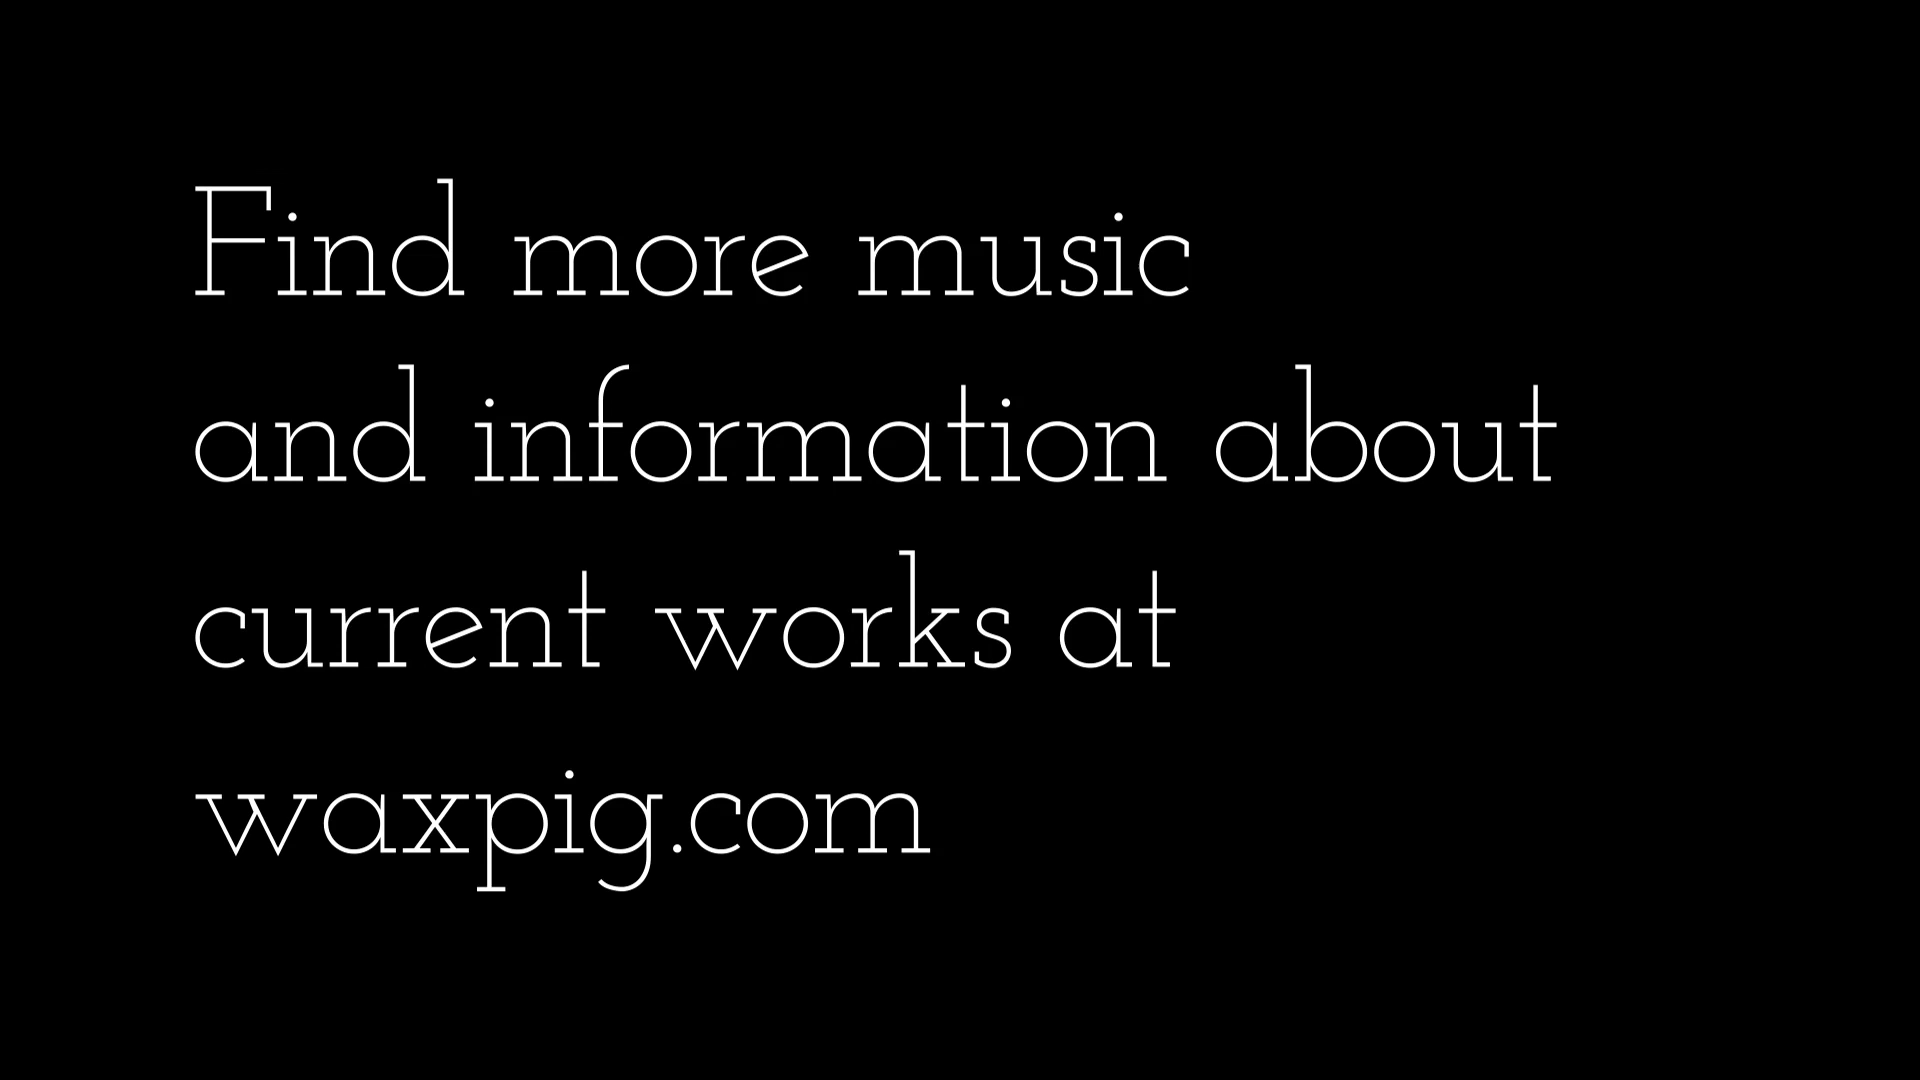 Find more music
and information about
current works at
waxpig.com